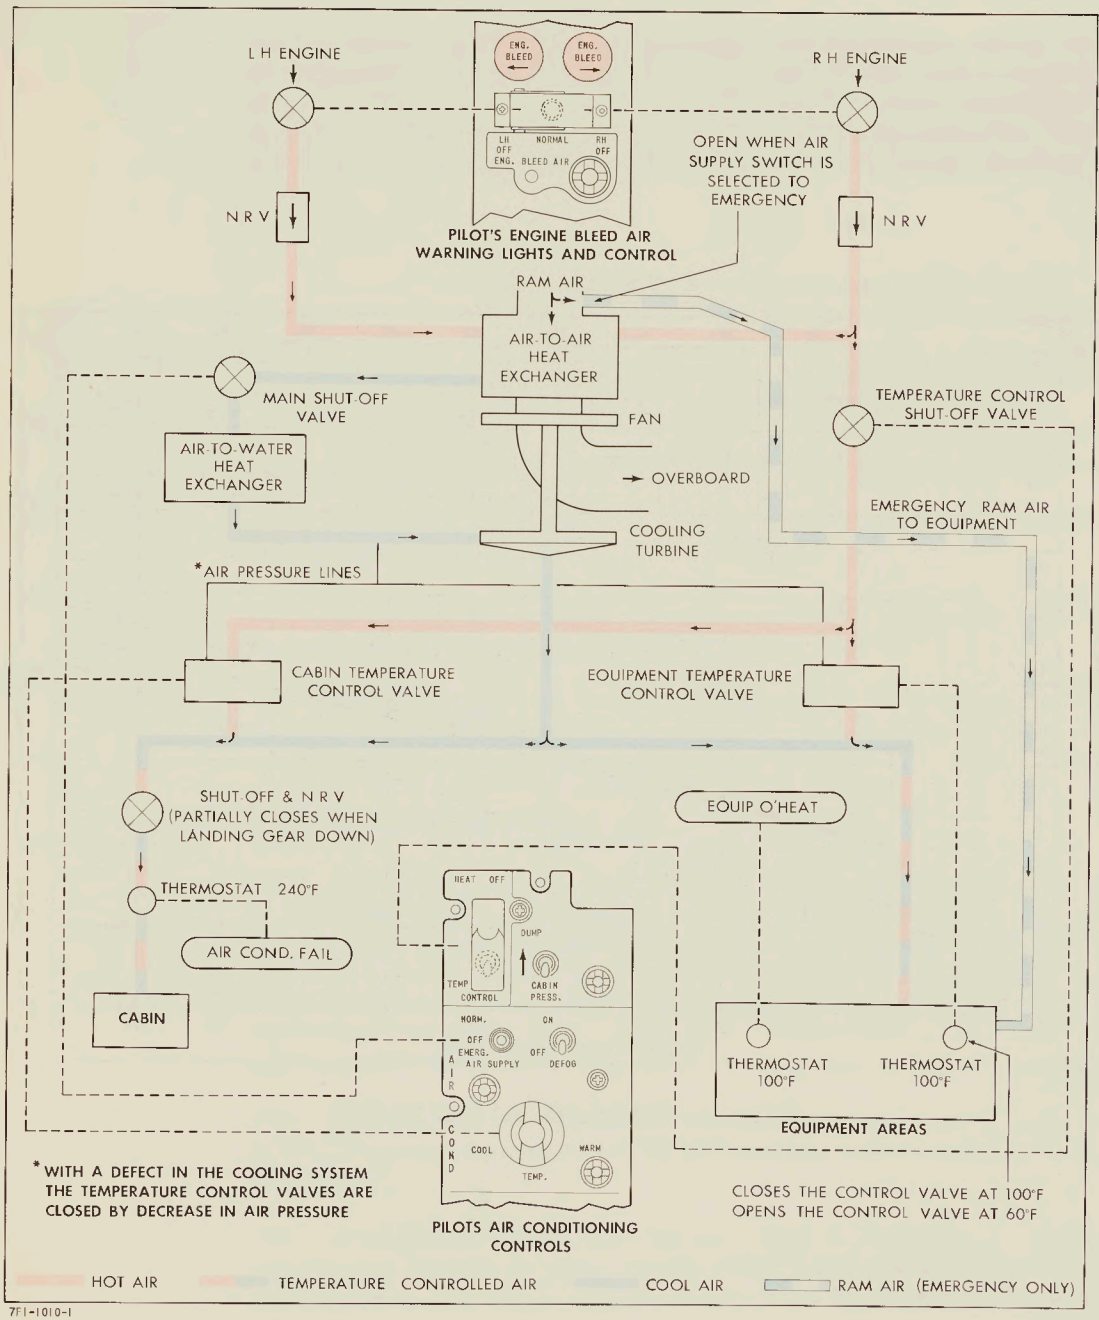 L H ENGINE
R H ENGINE
ENG.
BLEED
ENG.
BLEED
LH
OFF
NORMAL
RH
OFF
ENG. BLEED AIR
PILOT'S ENGINE BLEED AIR
WARNING LIGHTS AND CONTROL
OPEN WHEN AIR
SUPPLY SWITCH IS
SELECTED TO
EMERGENCY
N R V
N R V
RAM AIR
AIR-TO-AIR
HEAT
EXCHANGER
MAIN SHUT-OFF
VALVE
FAN
TEMPERATURE CONTROL
SHUT-OFF VALVE
AIR-TO-WATER
HEAT
EXCHANGER
OVERBOARD
EMERGENCY RAM AIR
TO EQUIPMENT
COOLING
TURBINE
*AIR PRESSURE LINES
CABIN TEMPERATURE
CONTROL VALVE
EQUIPMENT TEMPERATURE
CONTROL VALVE
SHUT-OFF & N R V
(PARTIALLY CLOSES WHEN
LANDING GEAR DOWN)
EQUIP O'HEAT
THERMOSTAT 240°F
AIR COND. FAIL
CABIN
HEAT OFF
TEMP
CONTROL
DUMP
CABIN
PRESS.
NORM.
OFF
EMERG.
AIR SUPPLY
ON
OFF
DEFOG
AIR COND
COOL
WARM
TEMP.
PILOTS AIR CONDITIONING
CONTROLS
THERMOSTAT
100°F
THERMOSTAT
100°F
EQUIPMENT AREAS
CLOSES THE CONTROL VALVE AT 100°F
OPENS THE CONTROL VALVE AT 60°F
*WITH A DEFECT IN THE COOLING SYSTEM
THE TEMPERATURE CONTROL VALVES ARE
CLOSED BY DECREASE IN AIR PRESSURE
HOT AIR
TEMPERATURE CONTROLLED AIR
COOL AIR
RAM AIR (EMERGENCY ONLY)
7F1-1010-1